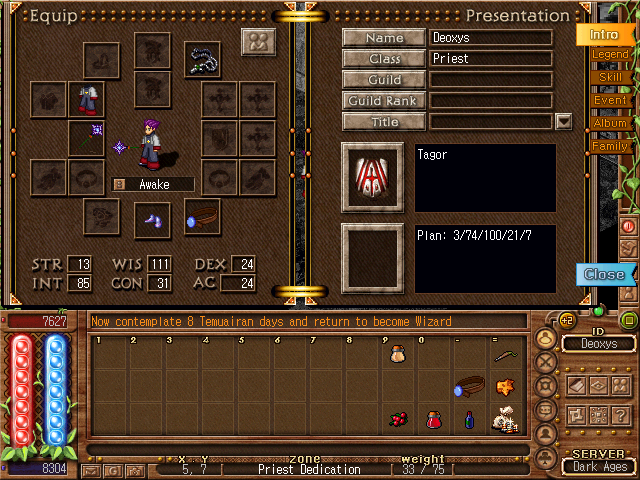 Equip
Presentation
Name Deoxys
Class Priest
Guild
Guild Rank
Title
Intro
Legend
Skill
Event
Album
Family
Awake
Tagor
Plan: 3/74/100/21/7
STR 13 WIS 111 DEX 24
INT 85 CON 31 AC 24
Close
7627
Now contemplate 8 Temuairan days and return to become Wizard
+2
ID
Deoxys
1 2 3 4 5 6 7 8 9 0 - =
8304
x . y zone weight
5, 7 [ Priest Dedication [ 33 / 75 ]
G
?
SERVER
Dark Ages